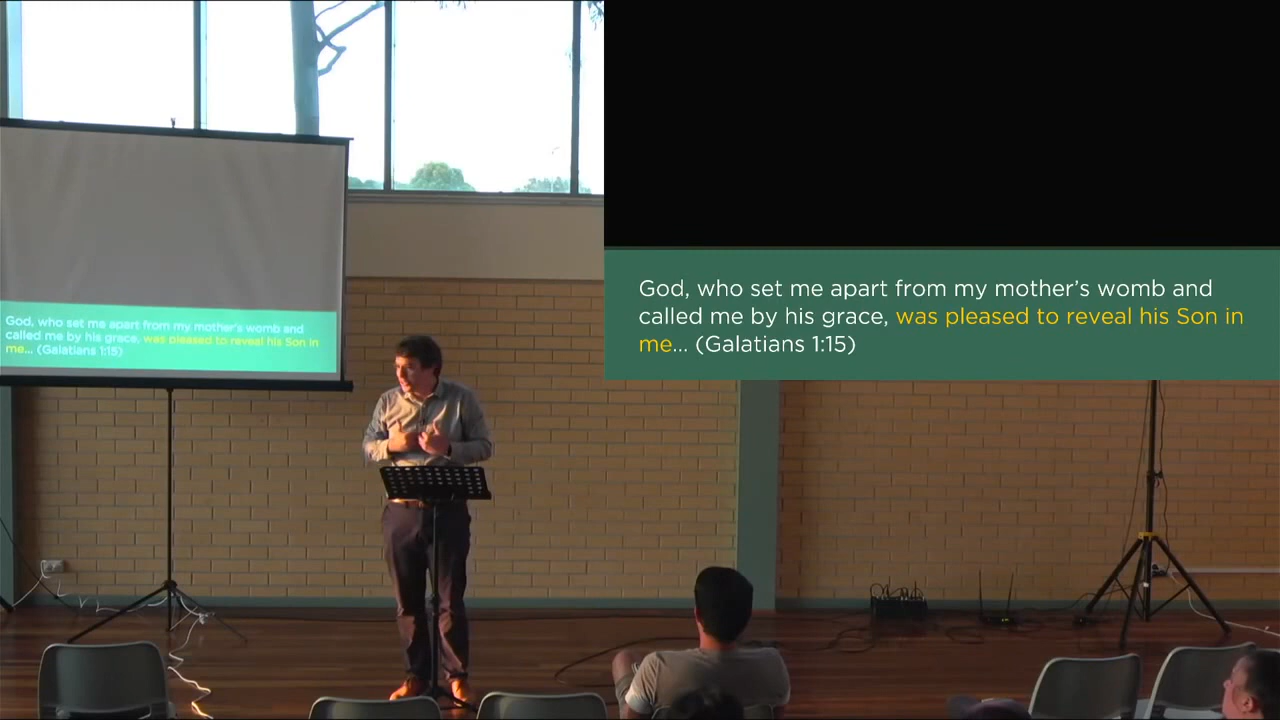 God, who set me apart from my mother's womb and
called me by his grace, was pleased to reveal his Son in
me... (Galatians 1:15)
God, who set me apart from my mother's womb and
called me by his grace, was pleased to reveal his Son in
me... (Galatians 1:15)